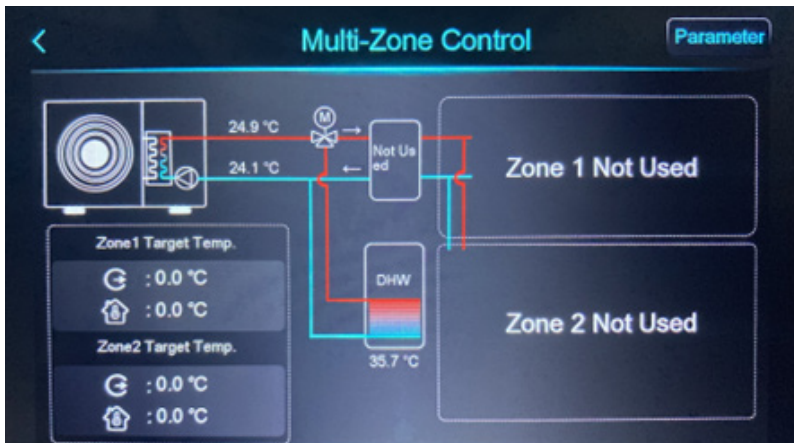 Multi-Zone Control
Parameter
24.9 °C
M
24.1 °C
Not Us
ed
Zone 1 Not Used
Zone1 Target Temp.
: 0.0 °C
: 0.0 °C
Zone2 Target Temp.
: 0.0 °C
: 0.0 °C
DHW
35.7 °C
Zone 2 Not Used